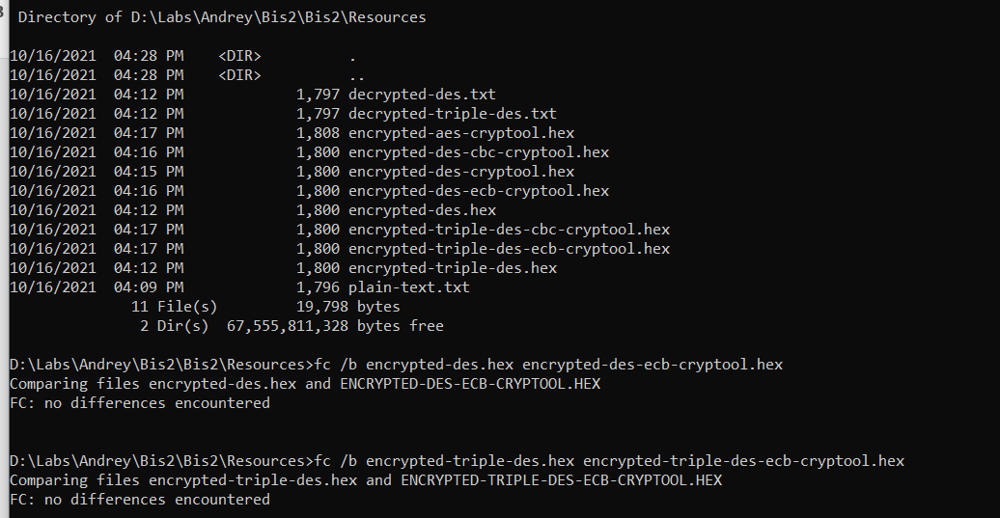 Directory of D:\Labs\Andrey\Bis2\Bis2\Resources
10/16/2021  04:28 PM    <DIR>          .
10/16/2021  04:28 PM    <DIR>          ..
10/16/2021  04:12 PM             1,797 decrypted-des.txt
10/16/2021  04:12 PM             1,797 decrypted-triple-des.txt
10/16/2021  04:17 PM             1,808 encrypted-aes-cryptool.hex
10/16/2021  04:16 PM             1,800 encrypted-des-cbc-cryptool.hex
10/16/2021  04:15 PM             1,800 encrypted-des-cryptool.hex
10/16/2021  04:16 PM             1,800 encrypted-des-ecb-cryptool.hex
10/16/2021  04:12 PM             1,800 encrypted-des.hex
10/16/2021  04:17 PM             1,800 encrypted-triple-des-cbc-cryptool.hex
10/16/2021  04:17 PM             1,800 encrypted-triple-des-ecb-cryptool.hex
10/16/2021  04:12 PM             1,800 encrypted-triple-des.hex
10/16/2021  04:09 PM             1,796 plain-text.txt
11 File(s)         19,798 bytes
2 Dir(s)  67,555,811,328 bytes free
D:\Labs\Andrey\Bis2\Bis2\Resources>fc /b encrypted-des.hex encrypted-des-ecb-cryptool.hex
Comparing files encrypted-des.hex and ENCRYPTED-DES-ECB-CRYPTOOL.HEX
FC: no differences encountered
D:\Labs\Andrey\Bis2\Bis2\Resources>fc /b encrypted-triple-des.hex encrypted-triple-des-ecb-cryptool.hex
Comparing files encrypted-triple-des.hex and ENCRYPTED-TRIPLE-DES-ECB-CRYPTOOL.HEX
FC: no differences encountered